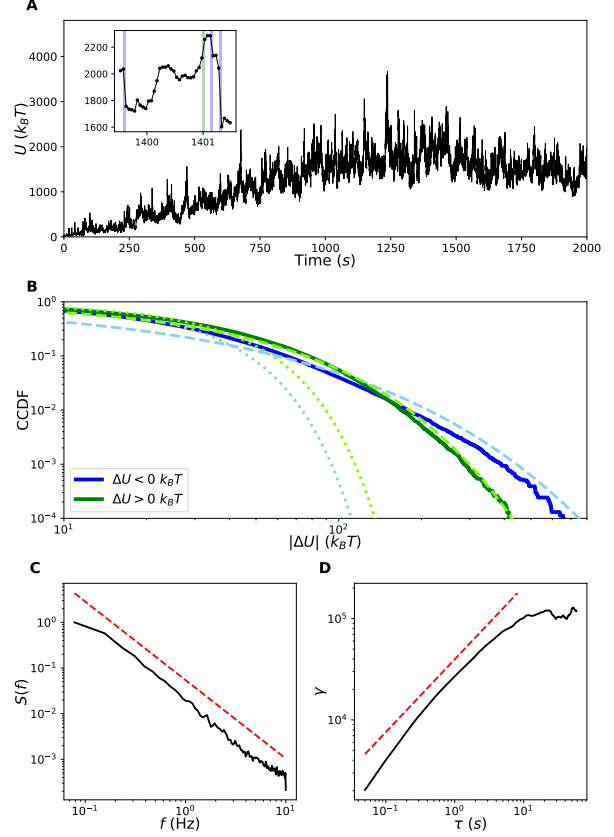 A
4000
3000
2000
1000
0
U (k_BT)
2200
2000
1800
1600
1400
1401
0
250
500
750
1000
1250
1500
1750
2000
Time (s)
B
10^0
10^-1
10^-2
10^-3
10^-4
CCDF
ΔU < 0 k_BT
ΔU > 0 k_BT
10^1
10^2
|ΔU| (k_BT)
C
10^0
10^-1
10^-2
10^-3
S(f)
10^-1
10^0
10^1
f (Hz)
D
10^5
10^4
γ
10^-1
10^0
10^1
τ (s)